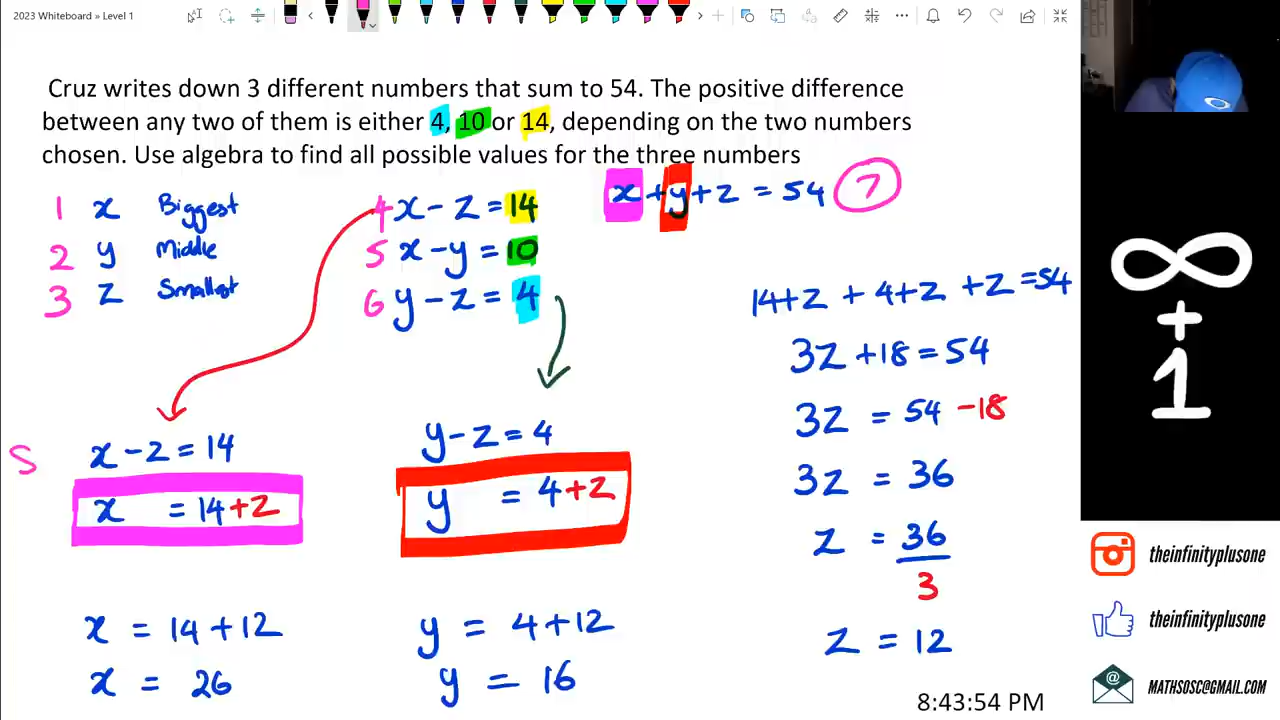 2023 Whiteboard » Level 1
Cruz writes down 3 different numbers that sum to 54. The positive difference
between any two of them is either 4, 10 or 14, depending on the two numbers
chosen. Use algebra to find all possible values for the three numbers
1 x Biggest
2 y Middle
3 z Smallest
4 x - z = 14
5 x - y = 10
6 y - z = 4
x + y + z = 54 7
14+z + 4+z + z = 54
3z + 18 = 54
3z = 54 - 18
3z = 36
z = 36
3
z = 12
S
x - z = 14
x = 14 + z
y - z = 4
y = 4 + z
x = 14 + 12
x = 26
y = 4 + 12
y = 16
∞
+
1
theinfinityplusone
theinfinityplusone
@
MATHSOSC@GMAIL.COM
8:43:54 PM